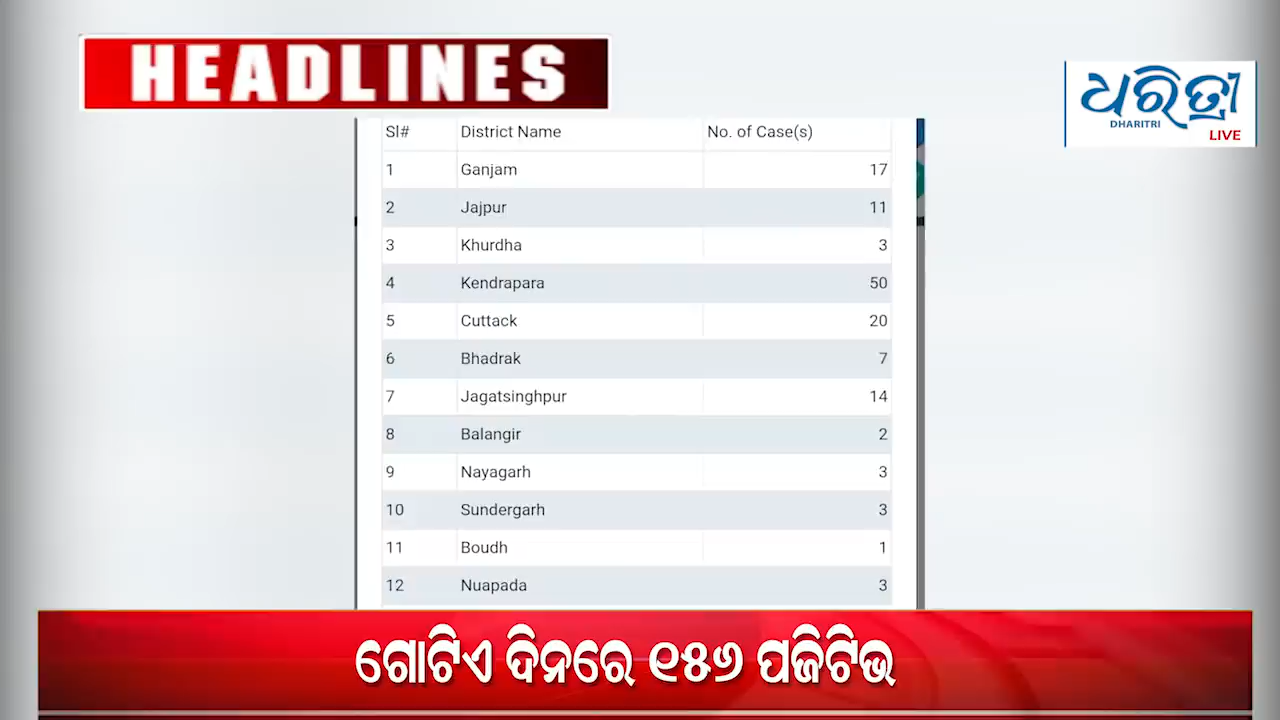 HEADLINES
ଧରିତ୍ରୀ
DHARITRI
LIVE
Sl# District Name No. of Case(s)
1 Ganjam 17
2 Jajpur 11
3 Khurdha 3
4 Kendrapara 50
5 Cuttack 20
6 Bhadrak 7
7 Jagatsinghpur 14
8 Balangir 2
9 Nayagarh 3
10 Sundergarh 3
11 Boudh 1
12 Nuapada 3
ଗୋଟିଏ ଦିନରେ ୧୫୬ ପଜିଟିଭ